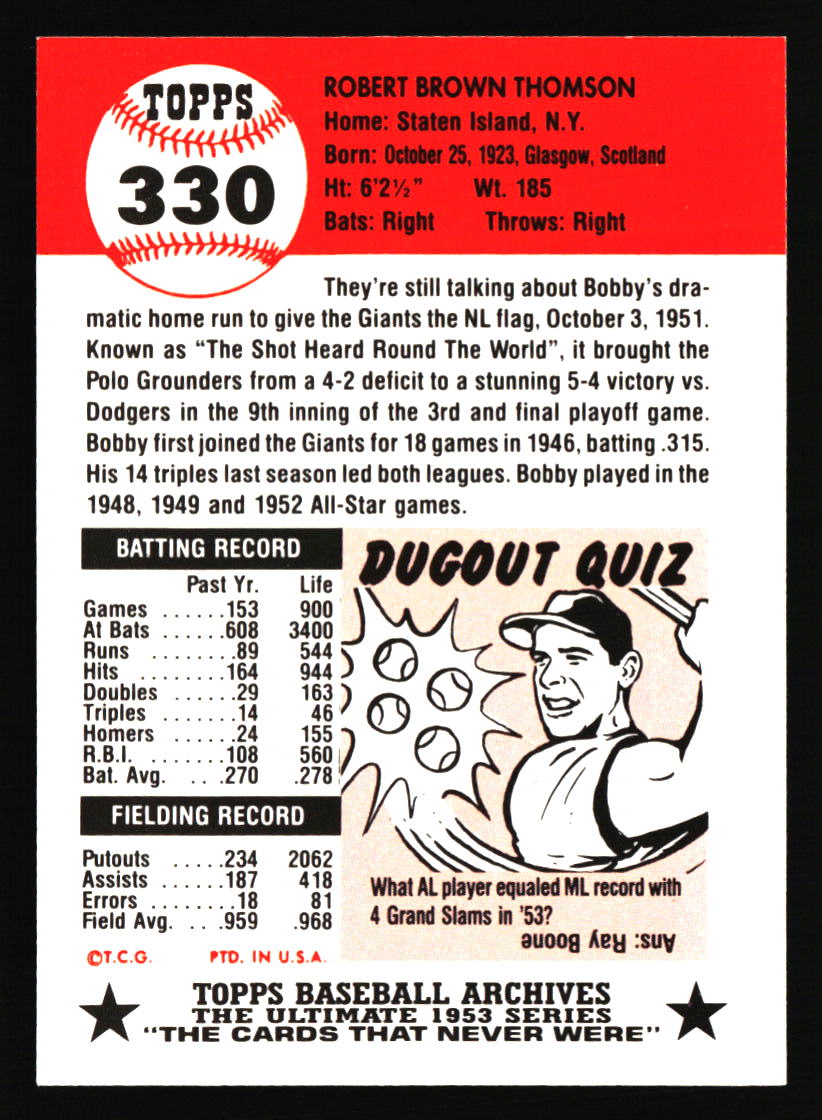 TOPPS
330
ROBERT BROWN THOMSON
Home: Staten Island, N.Y.
Born: October 25, 1923, Glasgow, Scotland
Ht: 6'2½" Wt. 185
Bats: Right Throws: Right
They're still talking about Bobby's dra-
matic home run to give the Giants the NL flag, October 3, 1951.
Known as "The Shot Heard Round The World", it brought the
Polo Grounders from a 4-2 deficit to a stunning 5-4 victory vs.
Dodgers in the 9th inning of the 3rd and final playoff game.
Bobby first joined the Giants for 18 games in 1946, batting .315.
His 14 triples last season led both leagues. Bobby played in the
1948, 1949 and 1952 All-Star games.
BATTING RECORD
Past Yr. Life
Games ......153 900
At Bats ......608 3400
Runs ........89 544
Hits .......164 944
Doubles ......29 163
Triples ........14 46
Homers .......24 155
R.B.I. .......108 560
Bat. Avg. ...270 .278
FIELDING RECORD
Putouts .....234 2062
Assists ......187 418
Errors ........18 81
Field Avg. ...959 .968
©T.C.G. PTD. IN U.S.A.
DUGOUT QUIZ
What AL player equaled ML record with
4 Grand Slams in '53?
Ans: Ray Boone
TOPPS BASEBALL ARCHIVES
THE ULTIMATE 1953 SERIES
"THE CARDS THAT NEVER WERE"